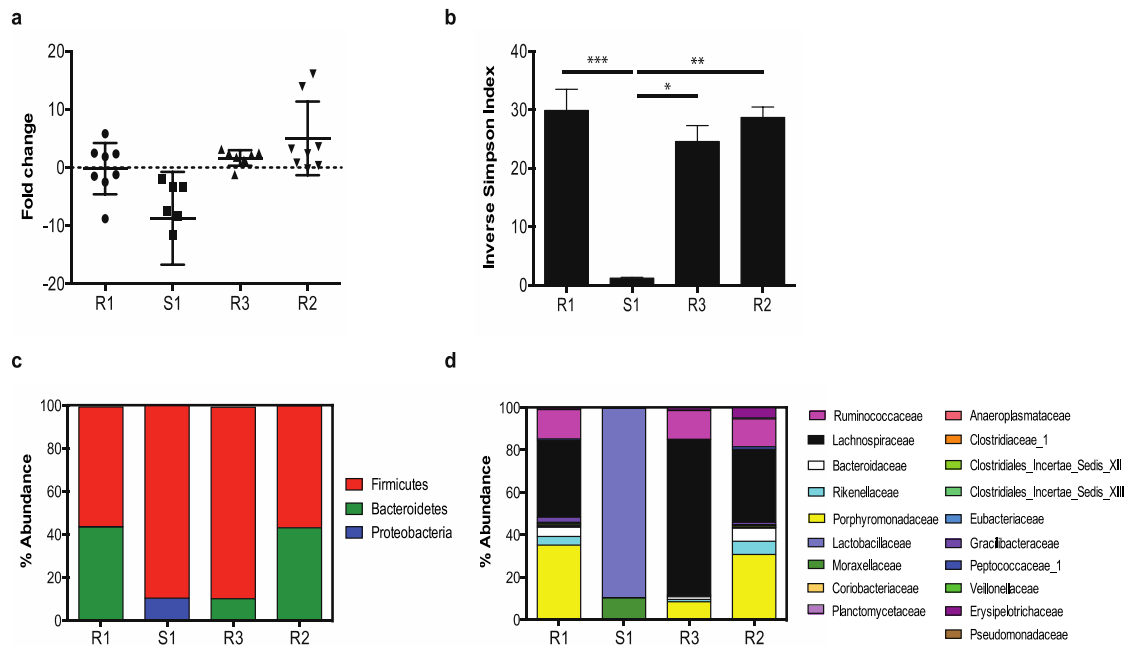 a
b
20
10
0
-10
-20
Fold change
R1 S1 R3 R2
40
30
20
10
0
Inverse Simpson Index
***
**
*
R1 S1 R3 R2
c
d
100
80
60
40
20
0
% Abundance
R1 S1 R3 R2
Firmicutes
Bacteroidetes
Proteobacteria
100
80
60
40
20
0
% Abundance
R1 S1 R3 R2
Ruminococcaceae
Lachnospiraceae
Bacteroidaceae
Rikenellaceae
Porphyromonadaceae
Lactobacillaceae
Moraxellaceae
Coriobacteriaceae
Planctomycetaceae
Anaeroplasmataceae
Clostridiaceae_1
Clostridiales_Incertae_Sedis_XII
Clostridiales_Incertae_Sedis_XIII
Eubacteriaceae
Gracilibacteraceae
Peptococcaceae_1
Veillonellaceae
Erysipelotrichaceae
Pseudomonadaceae